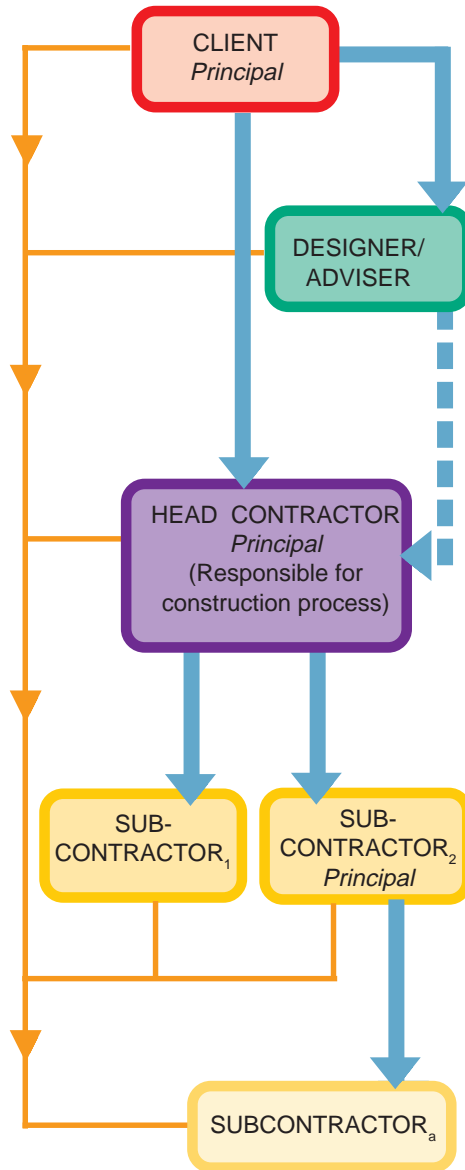 CLIENT
Principal
DESIGNER/
ADVISER
HEAD CONTRACTOR
Principal
(Responsible for
construction process)
SUB-
CONTRACTOR₁
SUB-
CONTRACTOR₂
Principal
SUBCONTRACTORₐ